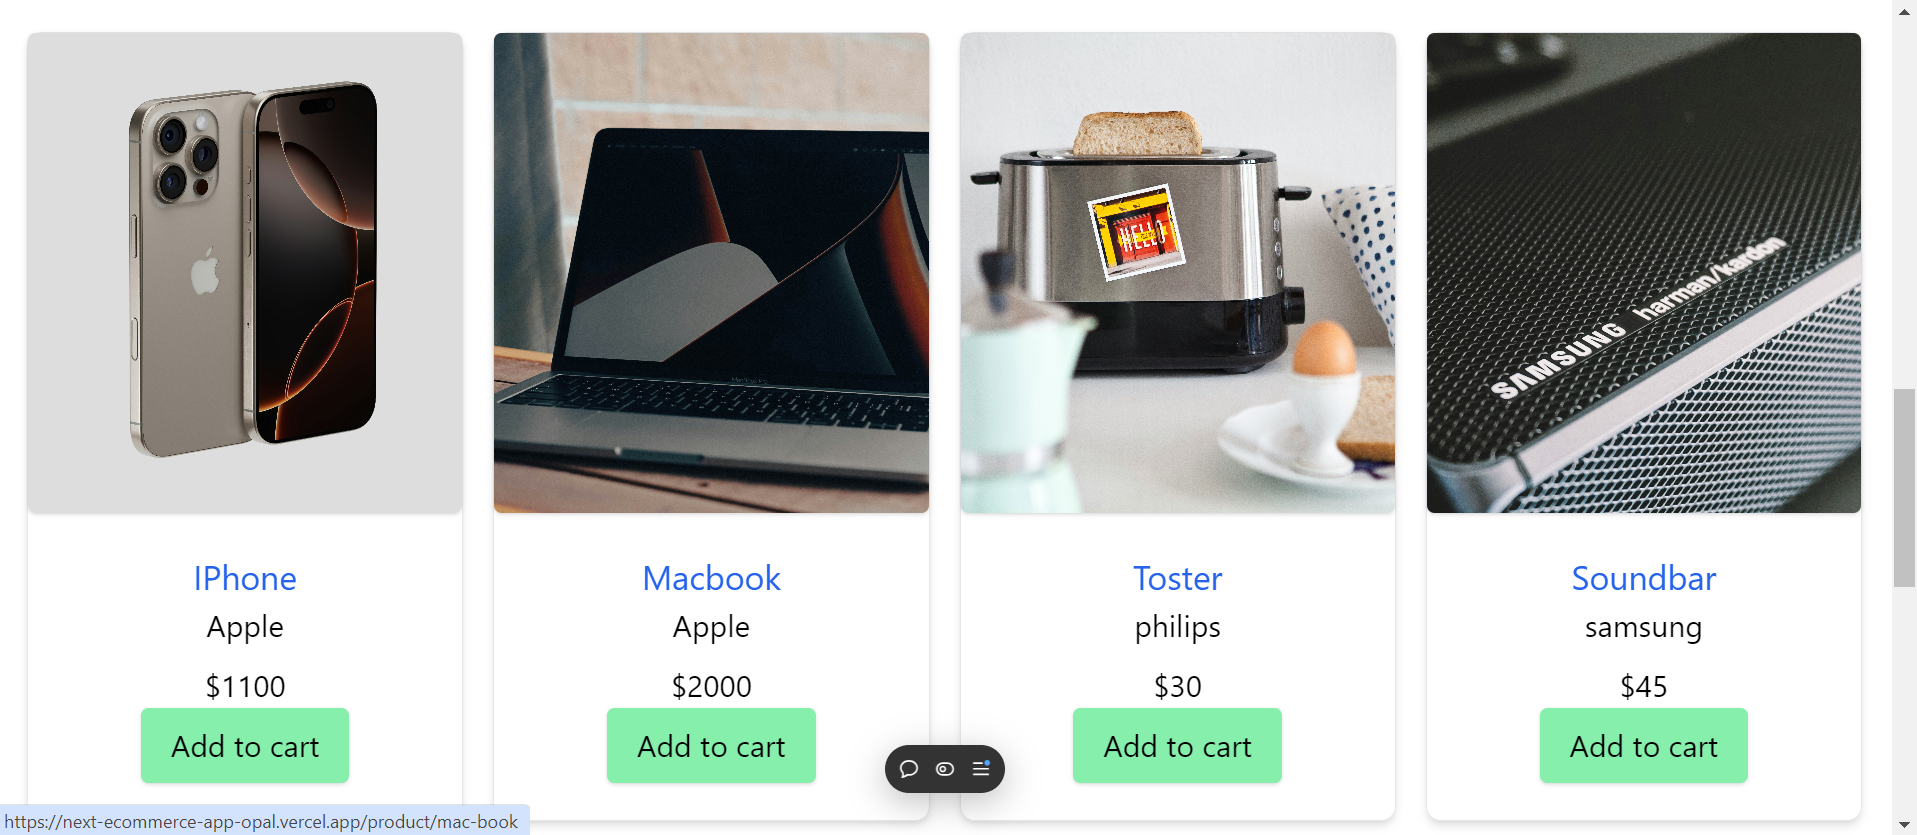 HELLO
SAMSUNG harman/kardon
IPhone
Apple
$1100
Add to cart
Macbook
Apple
$2000
Add to cart
Toster
philips
$30
Add to cart
Soundbar
samsung
$45
Add to cart
https://next-ecommerce-app-opal.vercel.app/product/mac-book